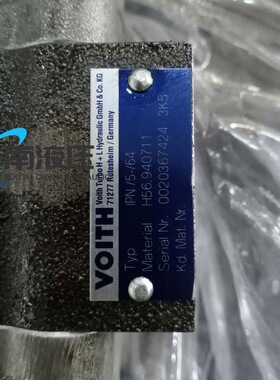 VOITH
Voith Turbo H + L Hydraulic GmbH & Co. KG
71277 Rutesheim / Germany
Typ IPN /5-/64
Material H56.940711
Serial Nr. 0020367424 3K5
Kd. Mat. Nr.